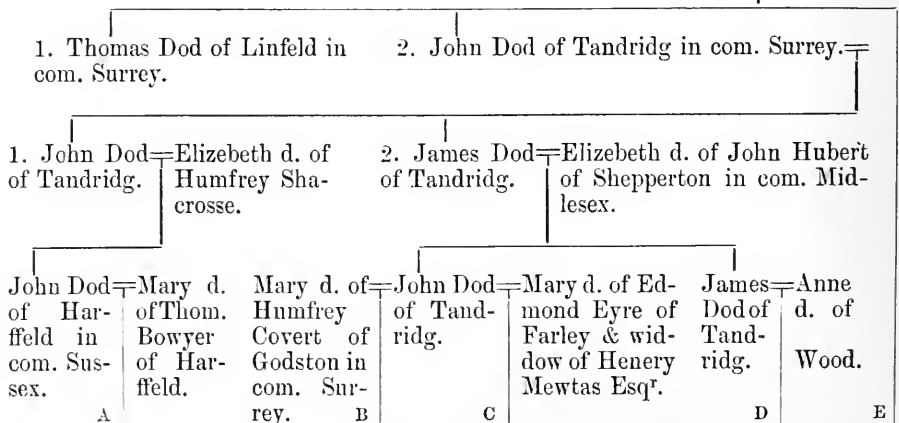 1. Thomas Dod of Linfeld in
com. Surrey.
2. John Dod of Tandridg in com. Surrey.=
1. John Dod=Elizebeth d. of
of Tandridg. Humfrey Sha-
crosse.
2. James Dod=Elizebeth d. of John Hubert
of Tandridg. of Shepperton in com. Mid-
lesex.
John Dod=
of Har-
ffeld in
com. Sus-
sex.
Mary d.
of Thom.
Bowyer
of Har-
ffeld.
A
Mary d. of=
Humfrey
Covert of
Godston in
com. Sur-
rey.
B
John Dod=
of Tand-
ridg.
C
Mary d. of Ed-
mond Eyre of
Farley & wid-
dow of Henery
Mewtas Esqr.
D
James=
Dod of
Tand-
ridg.
Anne
d. of
Wood.
E